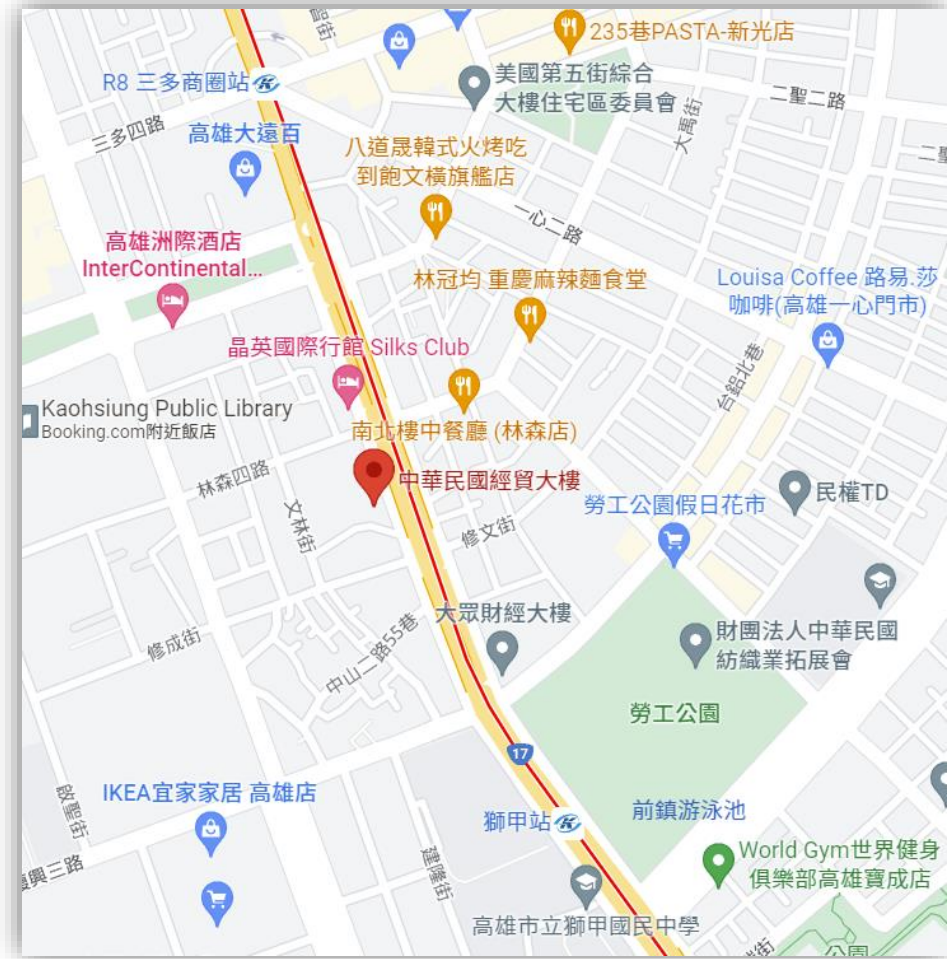 習街
235巷PASTA-新光店
R8 三多商圈站
美國第五街綜合
大樓住宅區委員會
二聖二路
大禹街
三多四路
高雄大遠百
八道晟韓式火烤吃
到飽文橫旗艦店
一心二路
高雄洲際酒店
InterContinental...
林冠均 重慶麻辣麵食堂
Louisa Coffee 路易.莎
咖啡(高雄一心門市)
晶英國際行館 Silks Club
台鋁北巷
Kaohsiung Public Library
Booking.com附近飯店
南北樓中餐廳 (林森店)
林森四路
中華民國經貿大樓
文林街
修文街
勞工公園假日花市
民權TD
大眾財經大樓
財團法人中華民國
紡織業拓展會
修成街
中山二路55巷
勞工公園
17
IKEA宜家家居 高雄店
啟聖街
獅甲站
前鎮游泳池
復興三路
建隆街
World Gym世界健身
俱樂部高雄寶成店
高雄市立獅甲國民中學
公園